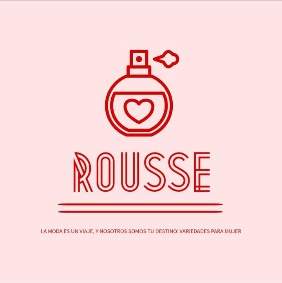 ROUSSE
LA MODA ES UN VIAJE, Y NOSOTROS SOMOS TU DESTINO: VARIEDADES PARA MUJER